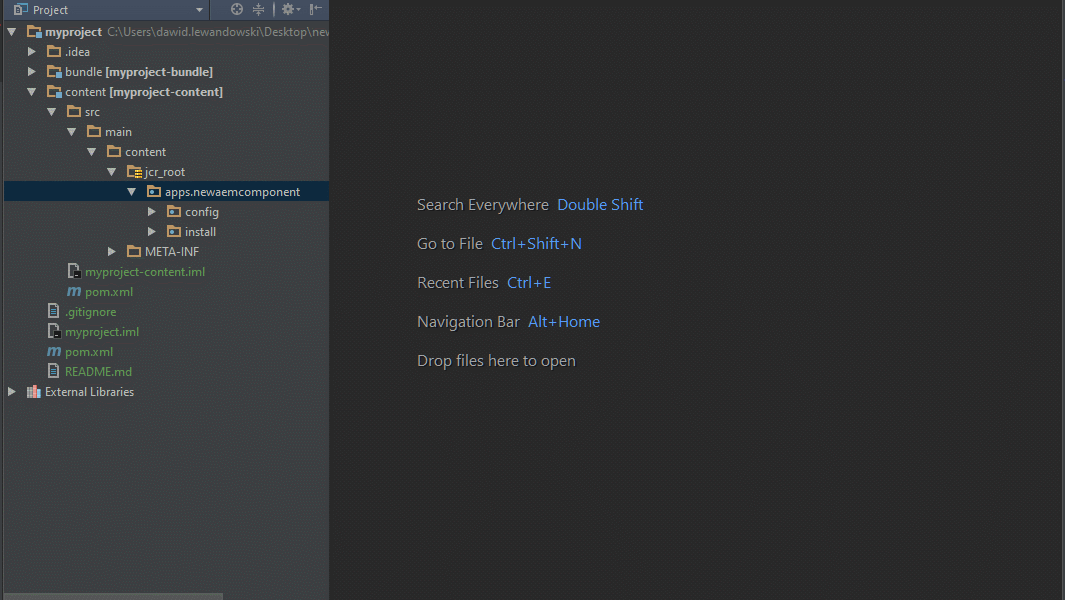 Project
myproject C:\Users\dawid.lewandowski\Desktop\new
.idea
bundle [myproject-bundle]
content [myproject-content]
src
main
content
jcr_root
apps.newaemcomponent
config
install
META-INF
myproject-content.iml
m pom.xml
.gitignore
myproject.iml
m pom.xml
README.md
External Libraries
Search Everywhere Double Shift
Go to File Ctrl+Shift+N
Recent Files Ctrl+E
Navigation Bar Alt+Home
Drop files here to open